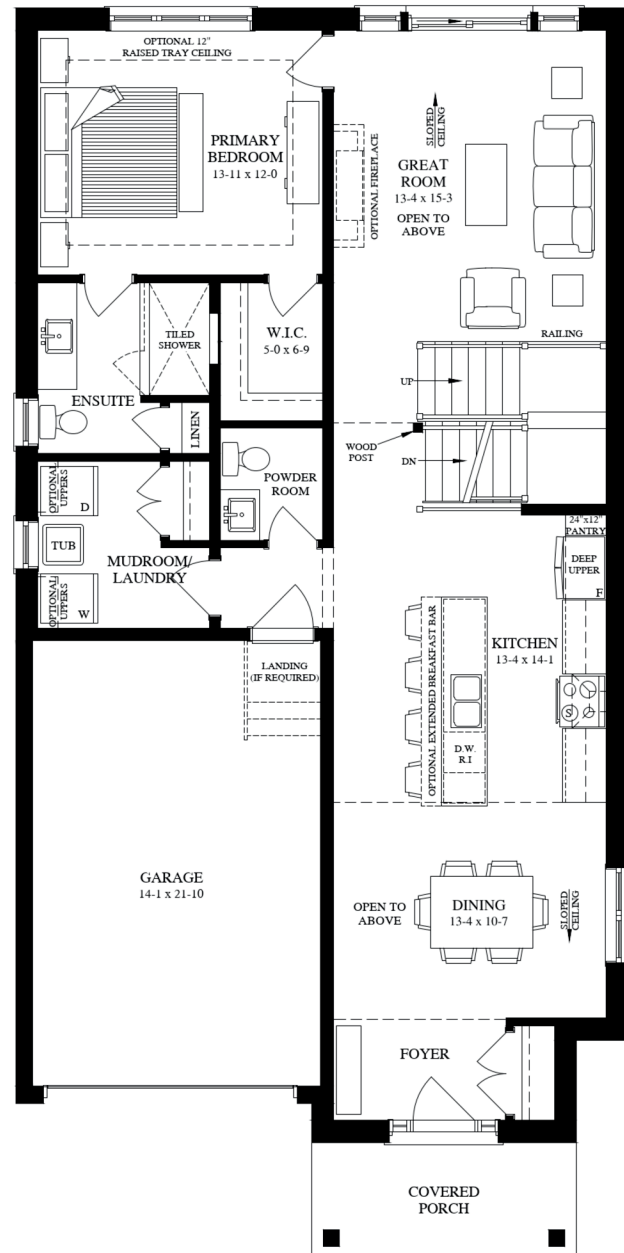 OPTIONAL 12"
RAISED TRAY CEILING
PRIMARY
BEDROOM
13-11 x 12-0
OPTIONAL FIREPLACE
SLOPED
CEILING
GREAT
ROOM
13-4 x 15-3
OPEN TO
ABOVE
RAILING
TILED
SHOWER
W.I.C.
5-0 x 6-9
ENSUITE
LINEN
UP
WOOD
POST
DN
OPTIONAL
UPPERS
D
TUB
MUDROOM/
LAUNDRY
OPTIONAL
UPPERS
W
POWDER
ROOM
24"x12"
PANTRY
DEEP
UPPER
F
KITCHEN
13-4 x 14-1
OPTIONAL EXTENDED BREAKFAST BAR
S
D.W.
R.I
LANDING
(IF REQUIRED)
GARAGE
14-1 x 21-10
OPEN TO
ABOVE
DINING
13-4 x 10-7
SLOPED
CEILING
FOYER
COVERED
PORCH